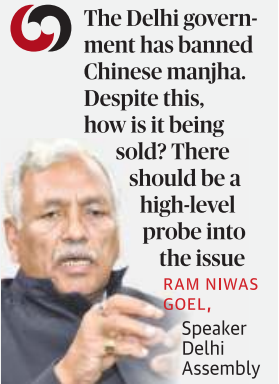 The Delhi govern-
ment has banned
Chinese manjha.
Despite this,
how is it being
sold? There
should be a
high-level
probe into
the issue
RAM NIWAS
GOEL,
Speaker
Delhi
Assembly